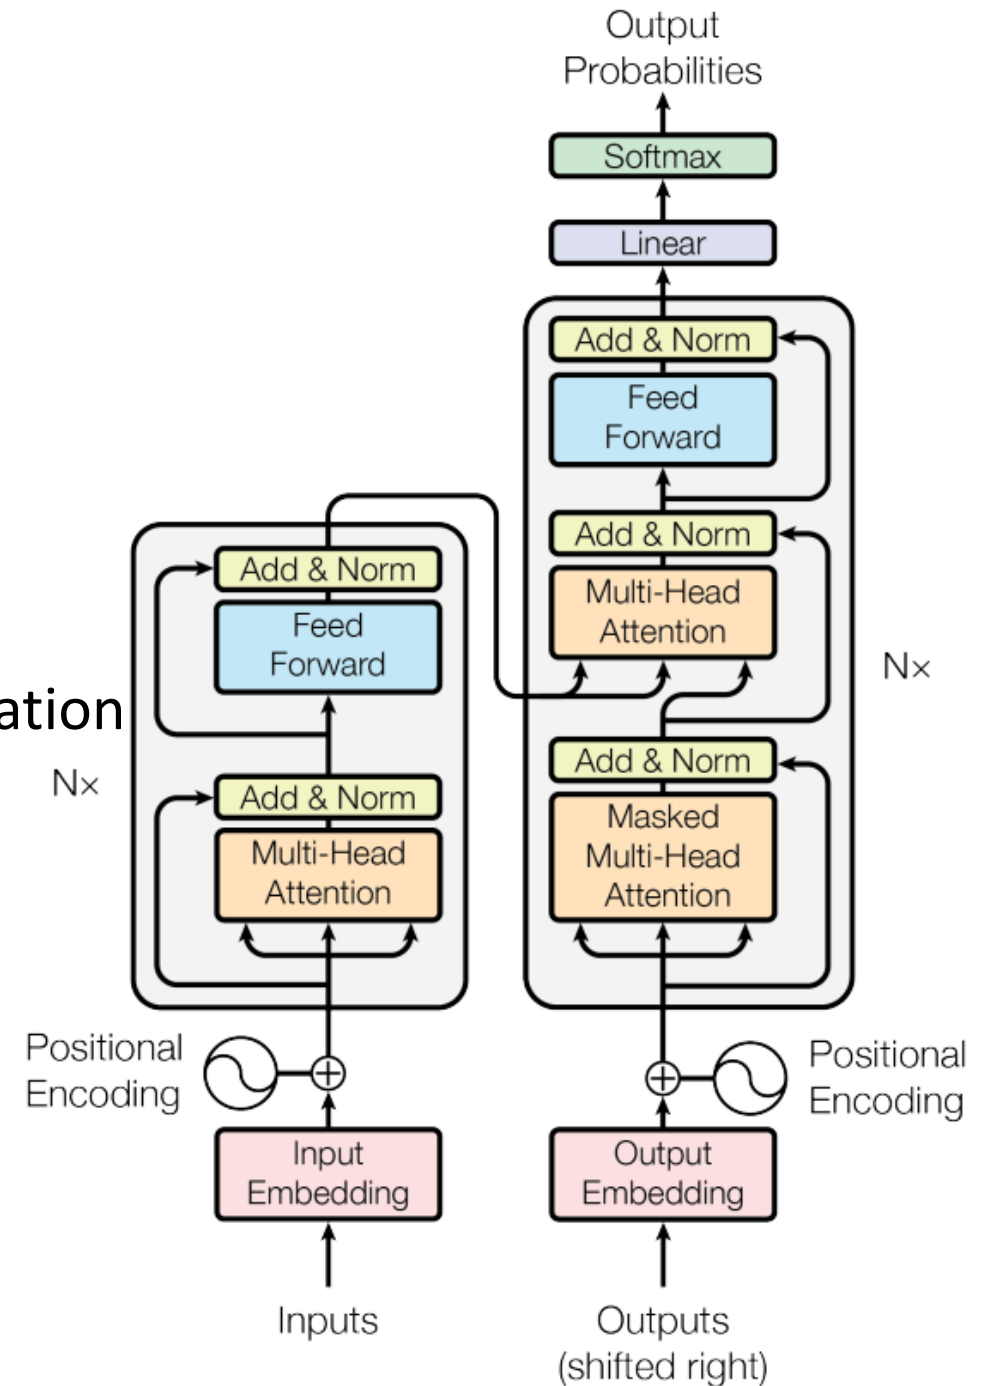 Output
Probabilities
Softmax
Linear
Add & Norm
Feed
Forward
Add & Norm
Multi-Head
Attention
Nx
Add & Norm
Masked
Multi-Head
Attention
Add & Norm
Feed
Forward
ation
N×
Add & Norm
Multi-Head
Attention
Positional
Encoding
Positional
Encoding
Input
Embedding
Output
Embedding
Inputs
Outputs
(shifted right)